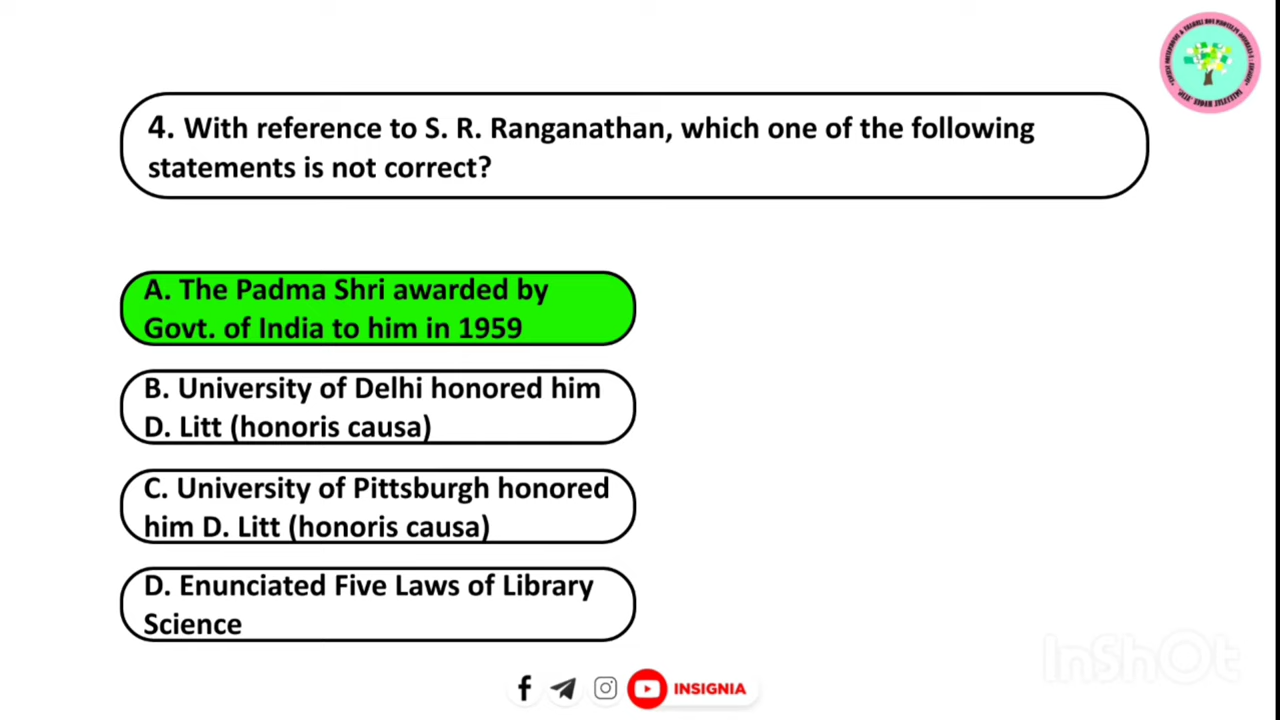 4. With reference to S. R. Ranganathan, which one of the following
statements is not correct?
A. The Padma Shri awarded by
Govt. of India to him in 1959
B. University of Delhi honored him
D. Litt (honoris causa)
C. University of Pittsburgh honored
him D. Litt (honoris causa)
D. Enunciated Five Laws of Library
Science
InShOt
INSIGNIA